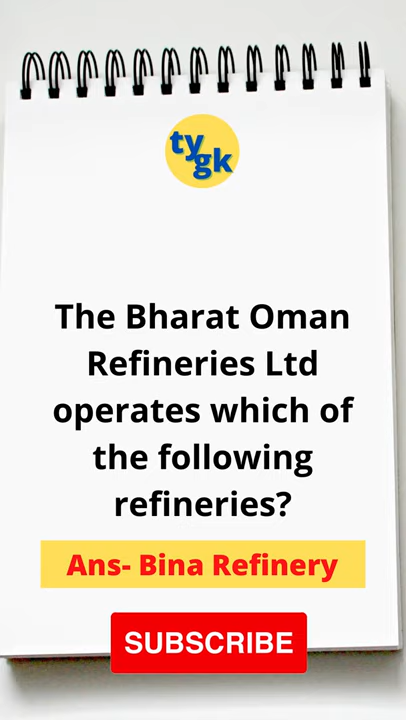 ty
gk
The Bharat Oman
Refineries Ltd
operates which of
the following
refineries?
Ans- Bina Refinery
SUBSCRIBE